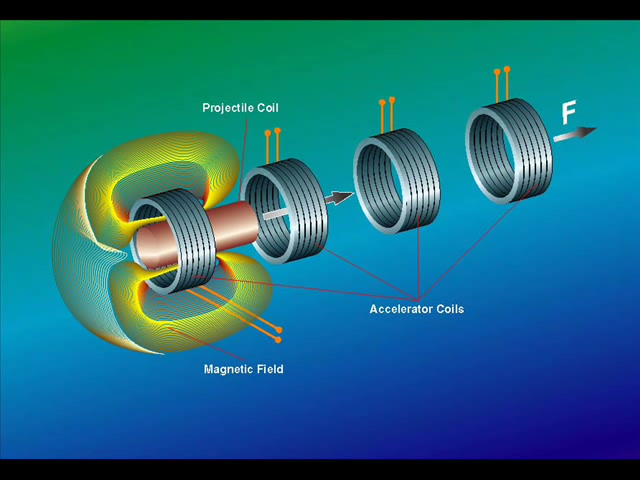 F
Projectile Coil
Accelerator Coils
Magnetic Field